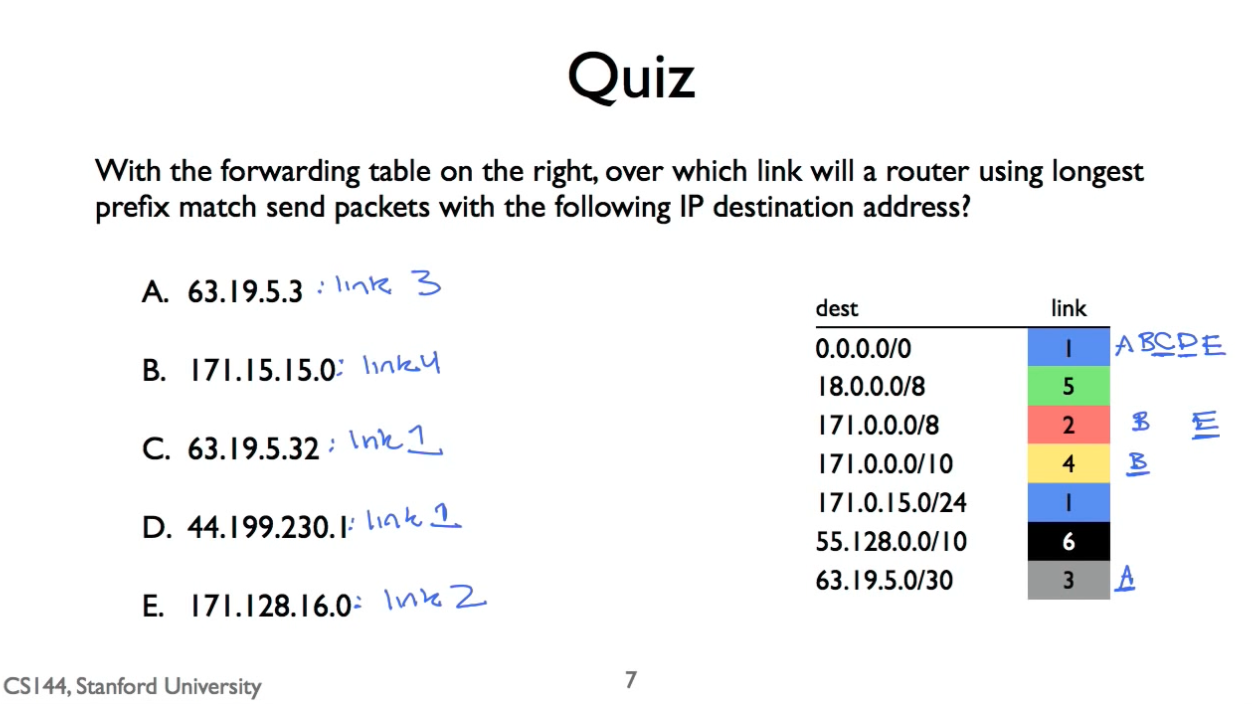 Quiz
With the forwarding table on the right, over which link will a router using longest
prefix match send packets with the following IP destination address?
A. 63.19.5.3 : link 3
B. 171.15.15.0: link 4
C. 63.19.5.32 : link 1
D. 44.199.230.1: link 1
E. 171.128.16.0: link 2
dest link
0.0.0.0/0 1 A B C D E
18.0.0.0/8 5
171.0.0.0/8 2 B E
171.0.0.0/10 4 B
171.0.15.0/24 1
55.128.0.0/10 6
63.19.5.0/30 3 A
CS144, Stanford University
7